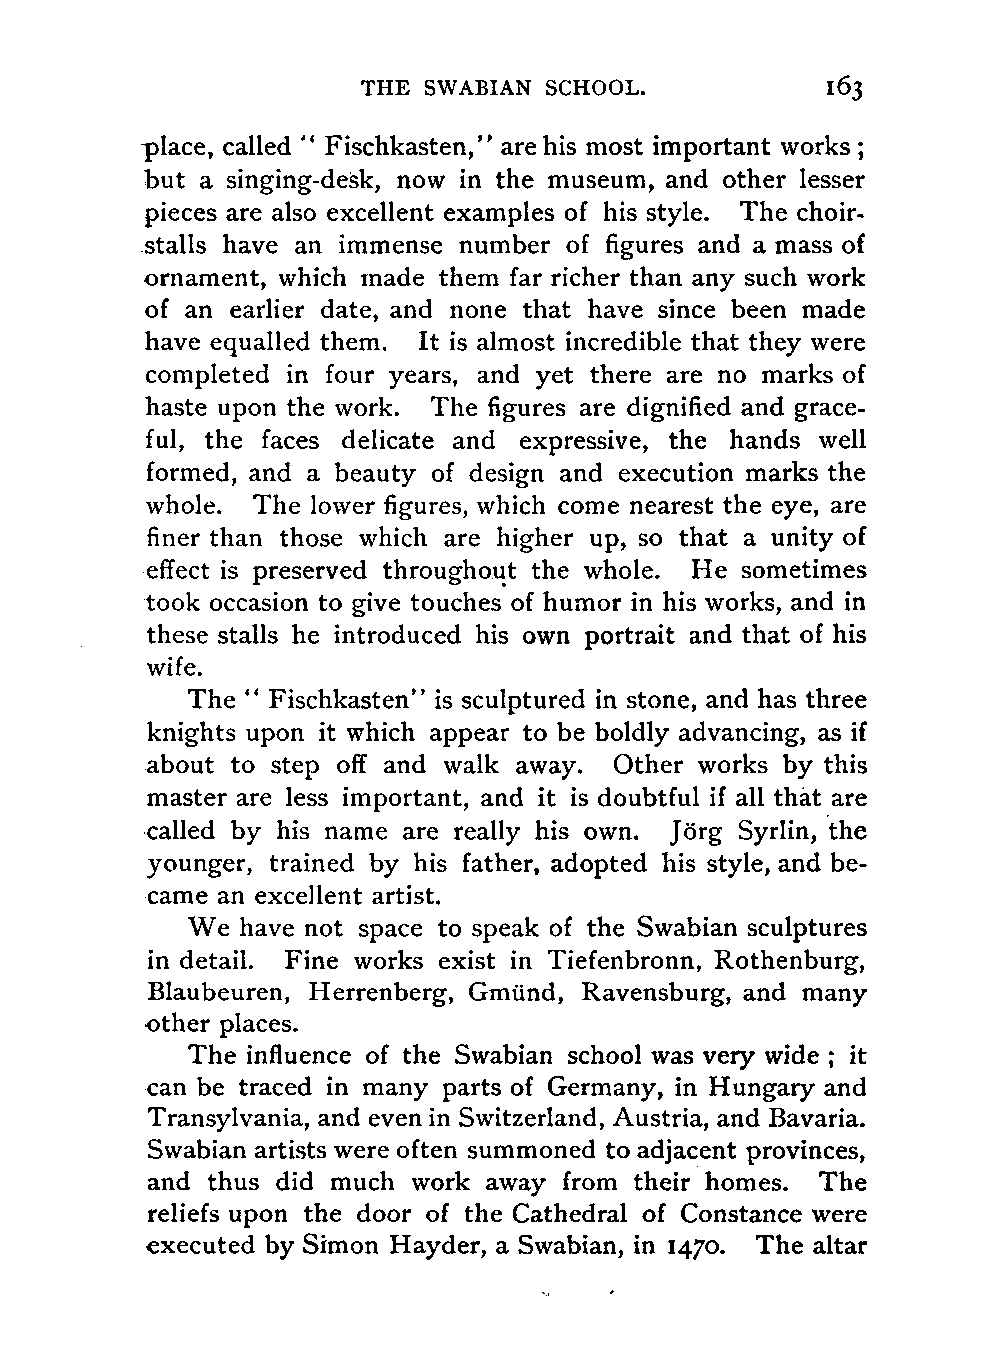 THE SWABIAN SCHOOL. 163
place, called “ Fischkasten,” are his most important works ;
but a singing-desk, now in the museum, and other lesser
pieces are also excellent examples of his style. The choir-
stalls have an immense number of figures and a mass of
ornament, which made them far richer than any such work
of an earlier date, and none that have since been made
have equalled them. It is almost incredible that they were
completed in four years, and yet there are no marks of
haste upon the work. The figures are dignified and grace-
ful, the faces delicate and expressive, the hands well
formed, and a beauty of design and execution marks the
whole. The lower figures, which come nearest the eye, are
finer than those which are higher up, so that a unity of
effect is preserved throughout the whole. He sometimes
took occasion to give touches of humor in his works, and in
these stalls he introduced his own portrait and that of his
wife.
The “ Fischkasten” is sculptured in stone, and has three
knights upon it which appear to be boldly advancing, as if
about to step off and walk away. Other works by this
master are less important, and it is doubtful if all that are
called by his name are really his own. Jörg Syrlin, the
younger, trained by his father, adopted his style, and be-
came an excellent artist.
We have not space to speak of the Swabian sculptures
in detail. Fine works exist in Tiefenbronn, Rothenburg,
Blaubeuren, Herrenberg, Gmünd, Ravensburg, and many
other places.
The influence of the Swabian school was very wide ; it
can be traced in many parts of Germany, in Hungary and
Transylvania, and even in Switzerland, Austria, and Bavaria.
Swabian artists were often summoned to adjacent provinces,
and thus did much work away from their homes. The
reliefs upon the door of the Cathedral of Constance were
executed by Simon Hayder, a Swabian, in 1470. The altar